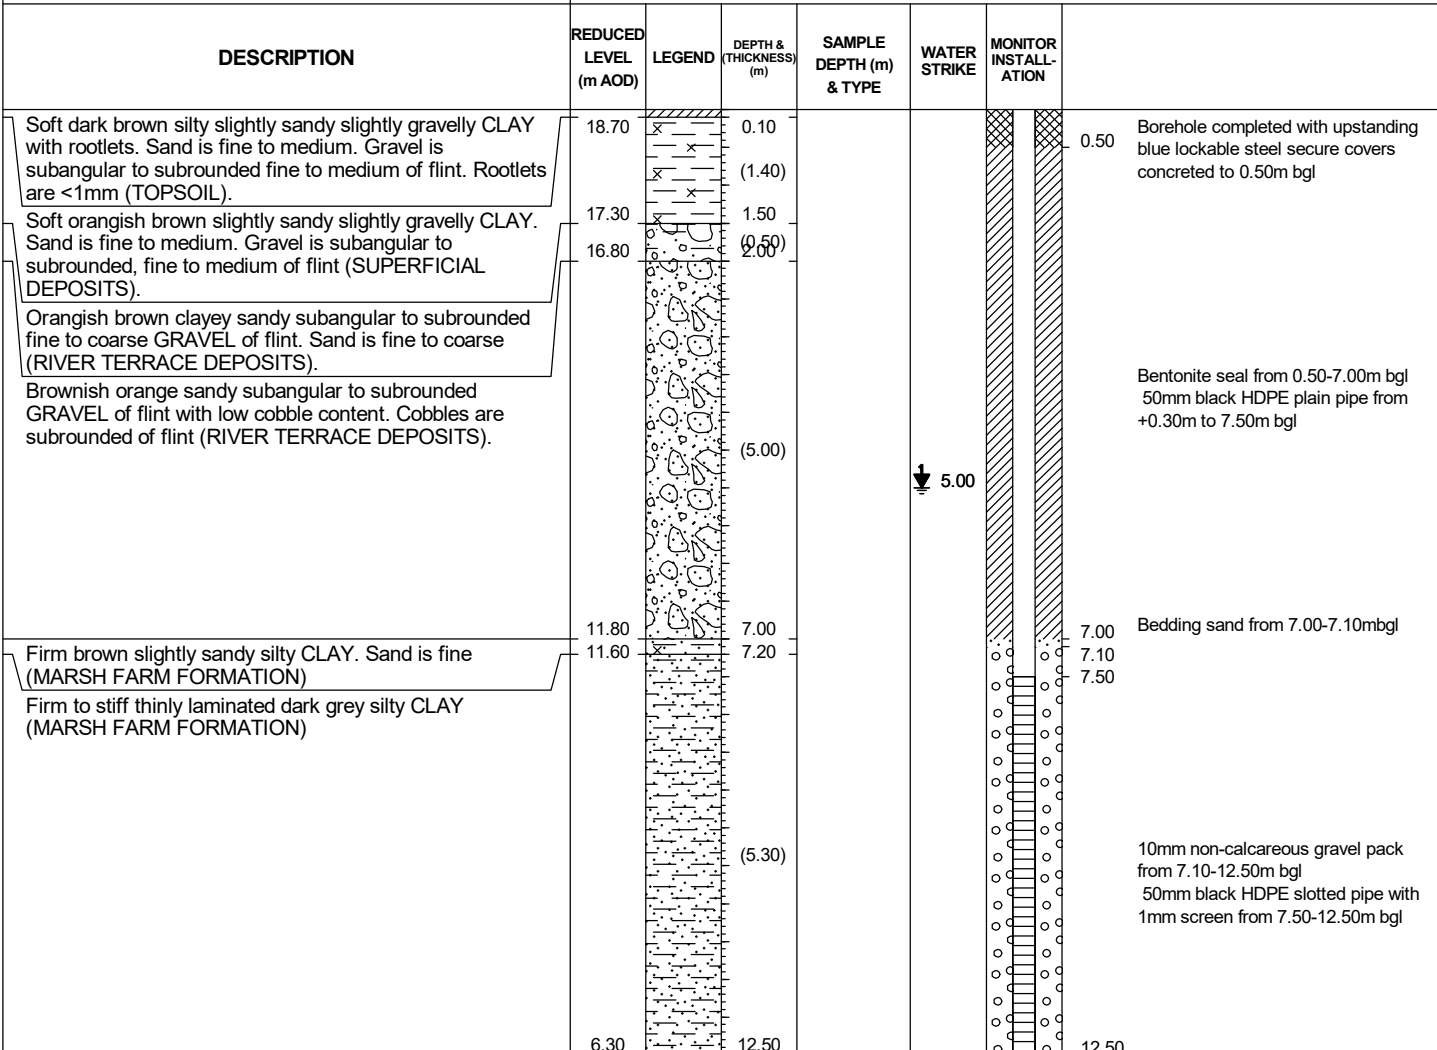 DESCRIPTION
REDUCED
LEVEL
(m AOD)
LEGEND
DEPTH &
(THICKNESS)
(m)
SAMPLE
DEPTH (m)
& TYPE
WATER
STRIKE
MONITOR
INSTALL-
ATION
Soft dark brown silty slightly sandy slightly gravelly CLAY
with rootlets. Sand is fine to medium. Gravel is
subangular to subrounded fine to medium of flint. Rootlets
are <1mm (TOPSOIL).
Soft orangish brown slightly sandy slightly gravelly CLAY.
Sand is fine to medium. Gravel is subangular to
subrounded, fine to medium of flint (SUPERFICIAL
DEPOSITS).
Orangish brown clayey sandy subangular to subrounded
fine to coarse GRAVEL of flint. Sand is fine to coarse
(RIVER TERRACE DEPOSITS).
Brownish orange sandy subangular to subrounded
GRAVEL of flint with low cobble content. Cobbles are
subrounded of flint (RIVER TERRACE DEPOSITS).
Firm brown slightly sandy silty CLAY. Sand is fine
(MARSH FARM FORMATION)
Firm to stiff thinly laminated dark grey silty CLAY
(MARSH FARM FORMATION)
18.70
17.30
16.80
11.80
11.60
6.30
0.10
(1.40)
1.50
(0.50)
2.00
(5.00)
7.00
7.20
(5.30)
12.50
1
5.00
0.50
7.00
7.10
7.50
12.50
Borehole completed with upstanding
blue lockable steel secure covers
concreted to 0.50m bgl
Bentonite seal from 0.50-7.00m bgl
50mm black HDPE plain pipe from
+0.30m to 7.50m bgl
Bedding sand from 7.00-7.10mbgl
10mm non-calcareous gravel pack
from 7.10-12.50m bgl
50mm black HDPE slotted pipe with
1mm screen from 7.50-12.50m bgl